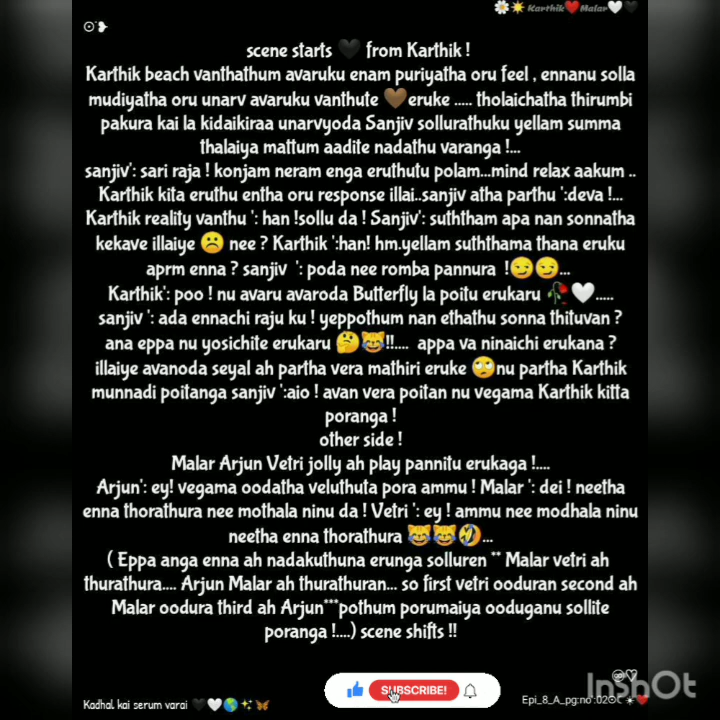 Karthik❤️Malar🤍🖤
scene starts 🖤 from Karthik !
Karthik beach vanthathum avaruku enam puriyatha oru feel , ennanu solla
mudiyatha oru unarv avaruku vanthute 🤎eruke ..... tholaichatha thirumbi
pakura kai la kidaikiraa unarvyoda Sanjiv sollurathuku yellam summa
thalaiya mattum aadite nadathu varanga !...
sanjiv': sari raja ! konjam neram enga eruthutu polam...mind relax aakum ..
Karthik kita eruthu entha oru response illai..sanjiv atha parthu ':deva !...
Karthik reality vanthu ': han !sollu da ! Sanjiv': suththam apa nan sonnatha
kekave illaiye ☹️ nee ? Karthik ':han! hm.yellam suththama thana eruku
aprm enna ? sanjiv ': poda nee romba pannura !😏😏...
Karthik': poo ! nu avaru avaroda Butterfly la poitu erukaru 🥀🤍.....
sanjiv ': ada ennachi raju ku ! yeppothum nan ethathu sonna thituvan ?
ana eppa nu yosichite erukaru 🤔😹!!.... appa va ninaichi erukana ?
illaiye avanoda seyal ah partha vera mathiri eruke 🙄nu partha Karthik
munnadi poitanga sanjiv ':aio ! avan vera poitan nu vegama Karthik kitta
poranga !
other side !
Malar Arjun Vetri jolly ah play pannitu erukaga !....
Arjun': ey! vegama oodatha veluthuta pora ammu ! Malar ': dei ! neetha
enna thorathura nee mothala ninu da ! Vetri ': ey ! ammu nee modhala ninu
neetha enna thorathura 😹😹🤣...
( Eppa anga enna ah nadakuthuna erunga solluren ** Malar vetri ah
thurathura.... Arjun Malar ah thurathuran... so first vetri ooduran second ah
Malar oodura third ah Arjun***pothum porumaiya ooduganu sollite
poranga !....) scene shifts !!
SUBSCRIBE!
InShOt
Kadhal kai serum varai 🖤🤍🌎✨🦋
Epi_8_A_pg:no':02